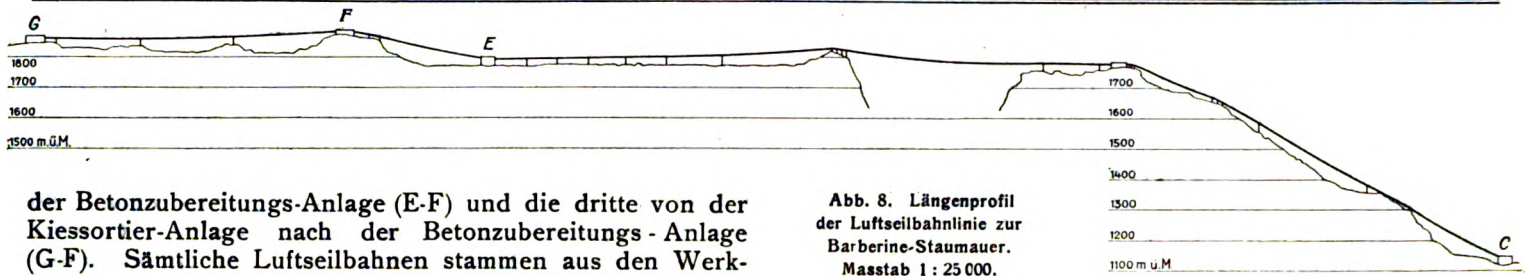 G
F
E
1800
1700
1600
1500 m.ü.M.
1700
1600
1500
1400
1300
1200
1100 m ü M
C
der Betonzubereitungs-Anlage (E-F) und die dritte von der
Kiessortier-Anlage nach der Betonzubereitungs - Anlage
(G-F). Sämtliche Luftseilbahnen stammen aus den Werk-
Abb. 8. Längenprofil
der Luftseilbahnlinie zur
Barberine-Staumauer.
Masstab 1 : 25 000.